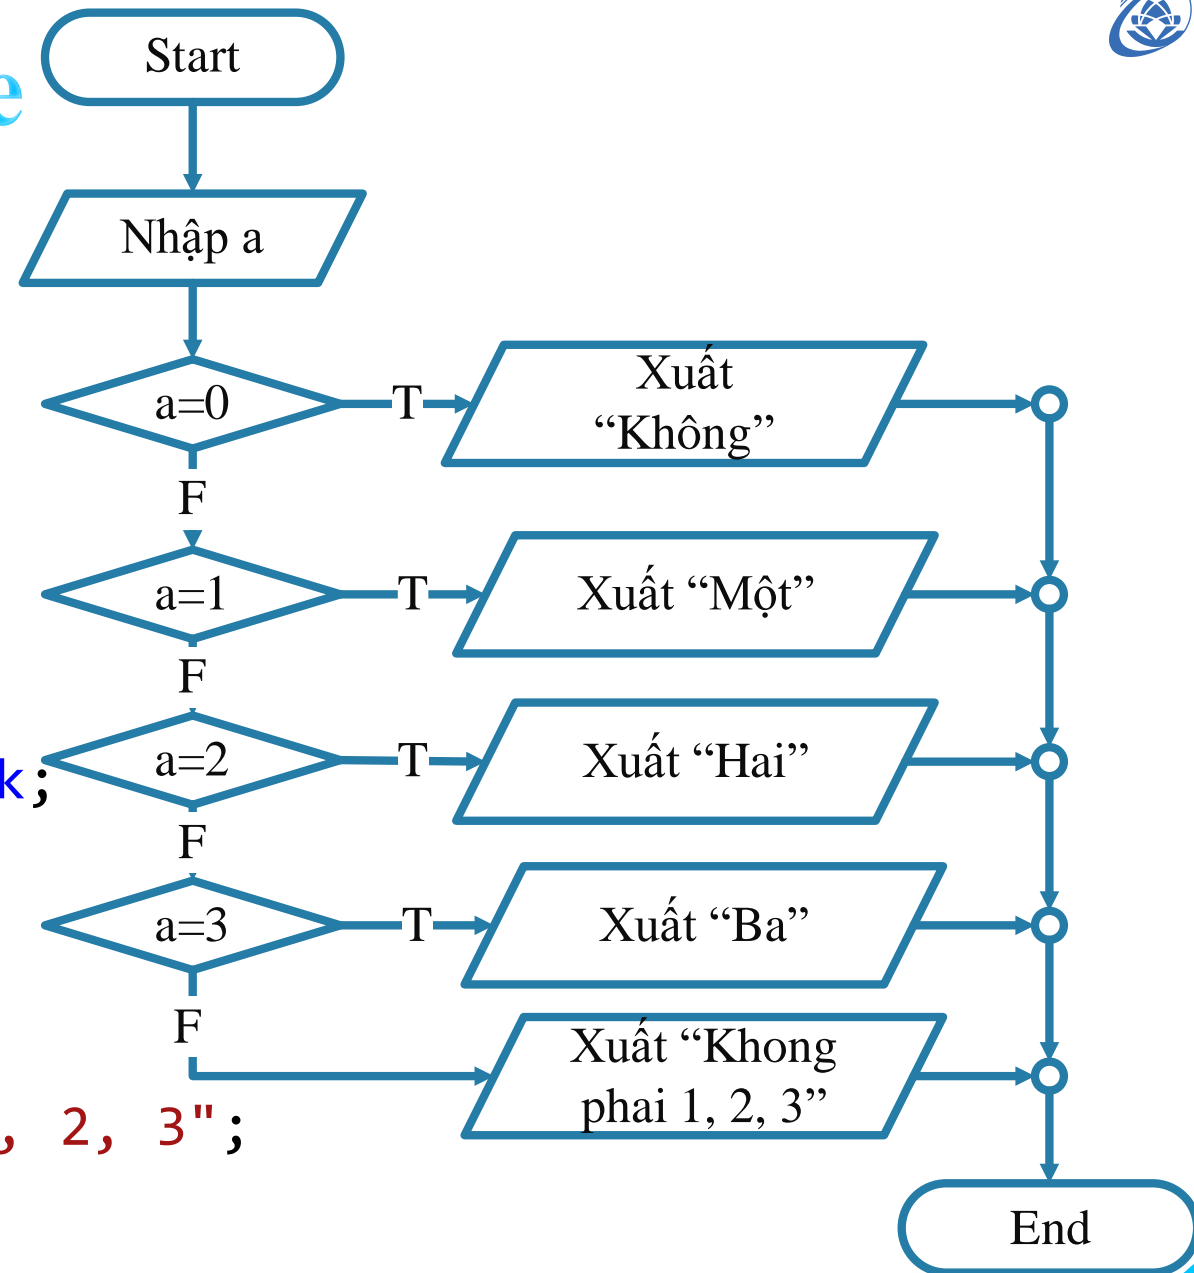 Start
e
Nhập a
a=0
T
Xuất
“Không”
F
a=1
T
Xuất “Một”
F
k;
a=2
T
Xuất “Hai”
F
a=3
T
Xuất “Ba”
F
Xuất “Khong
phai 1, 2, 3”
, 2, 3";
End